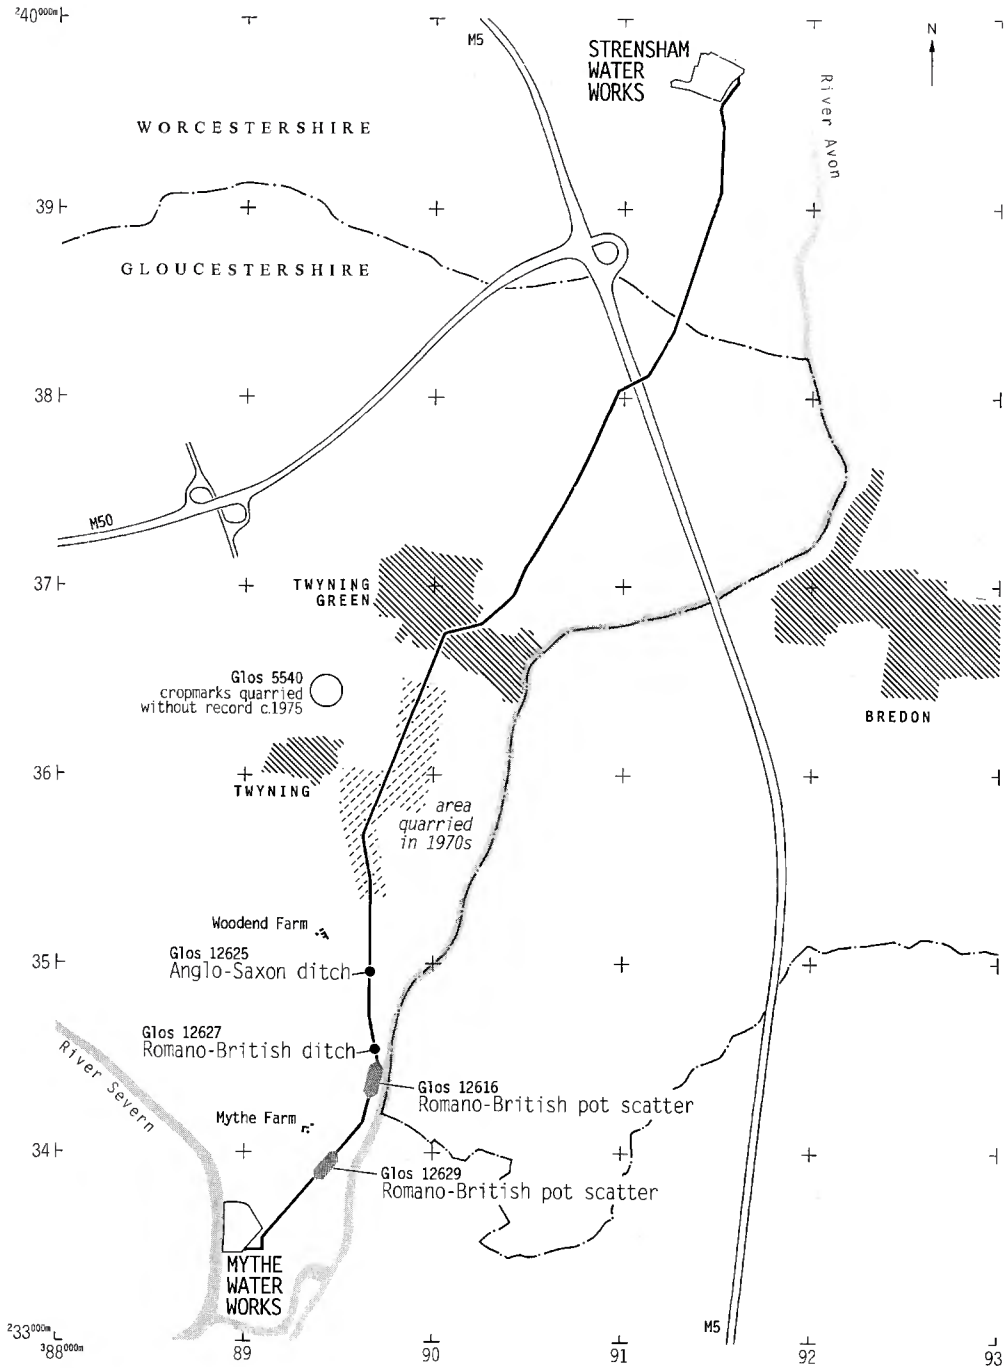 ²40⁰⁰⁰ᵐ
M5
N
STRENSHAM
WATER
WORKS
River Avon
WORCESTERSHIRE
39
GLOUCESTERSHIRE
38
M50
37
TWYNING
GREEN
Glos 5540
cropmarks quarried
without record c.1975
BREDON
36
TWYNING
area
quarried
in 1970s
Woodend Farm
35
Glos 12625
Anglo-Saxon ditch
Glos 12627
Romano-British ditch
River Severn
Glos 12616
Romano-British pot scatter
Mythe Farm
34
Glos 12629
Romano-British pot scatter
MYTHE
WATER
WORKS
M5
²33⁰⁰⁰ᵐ
³88⁰⁰⁰ᵐ
89
90
91
92
93